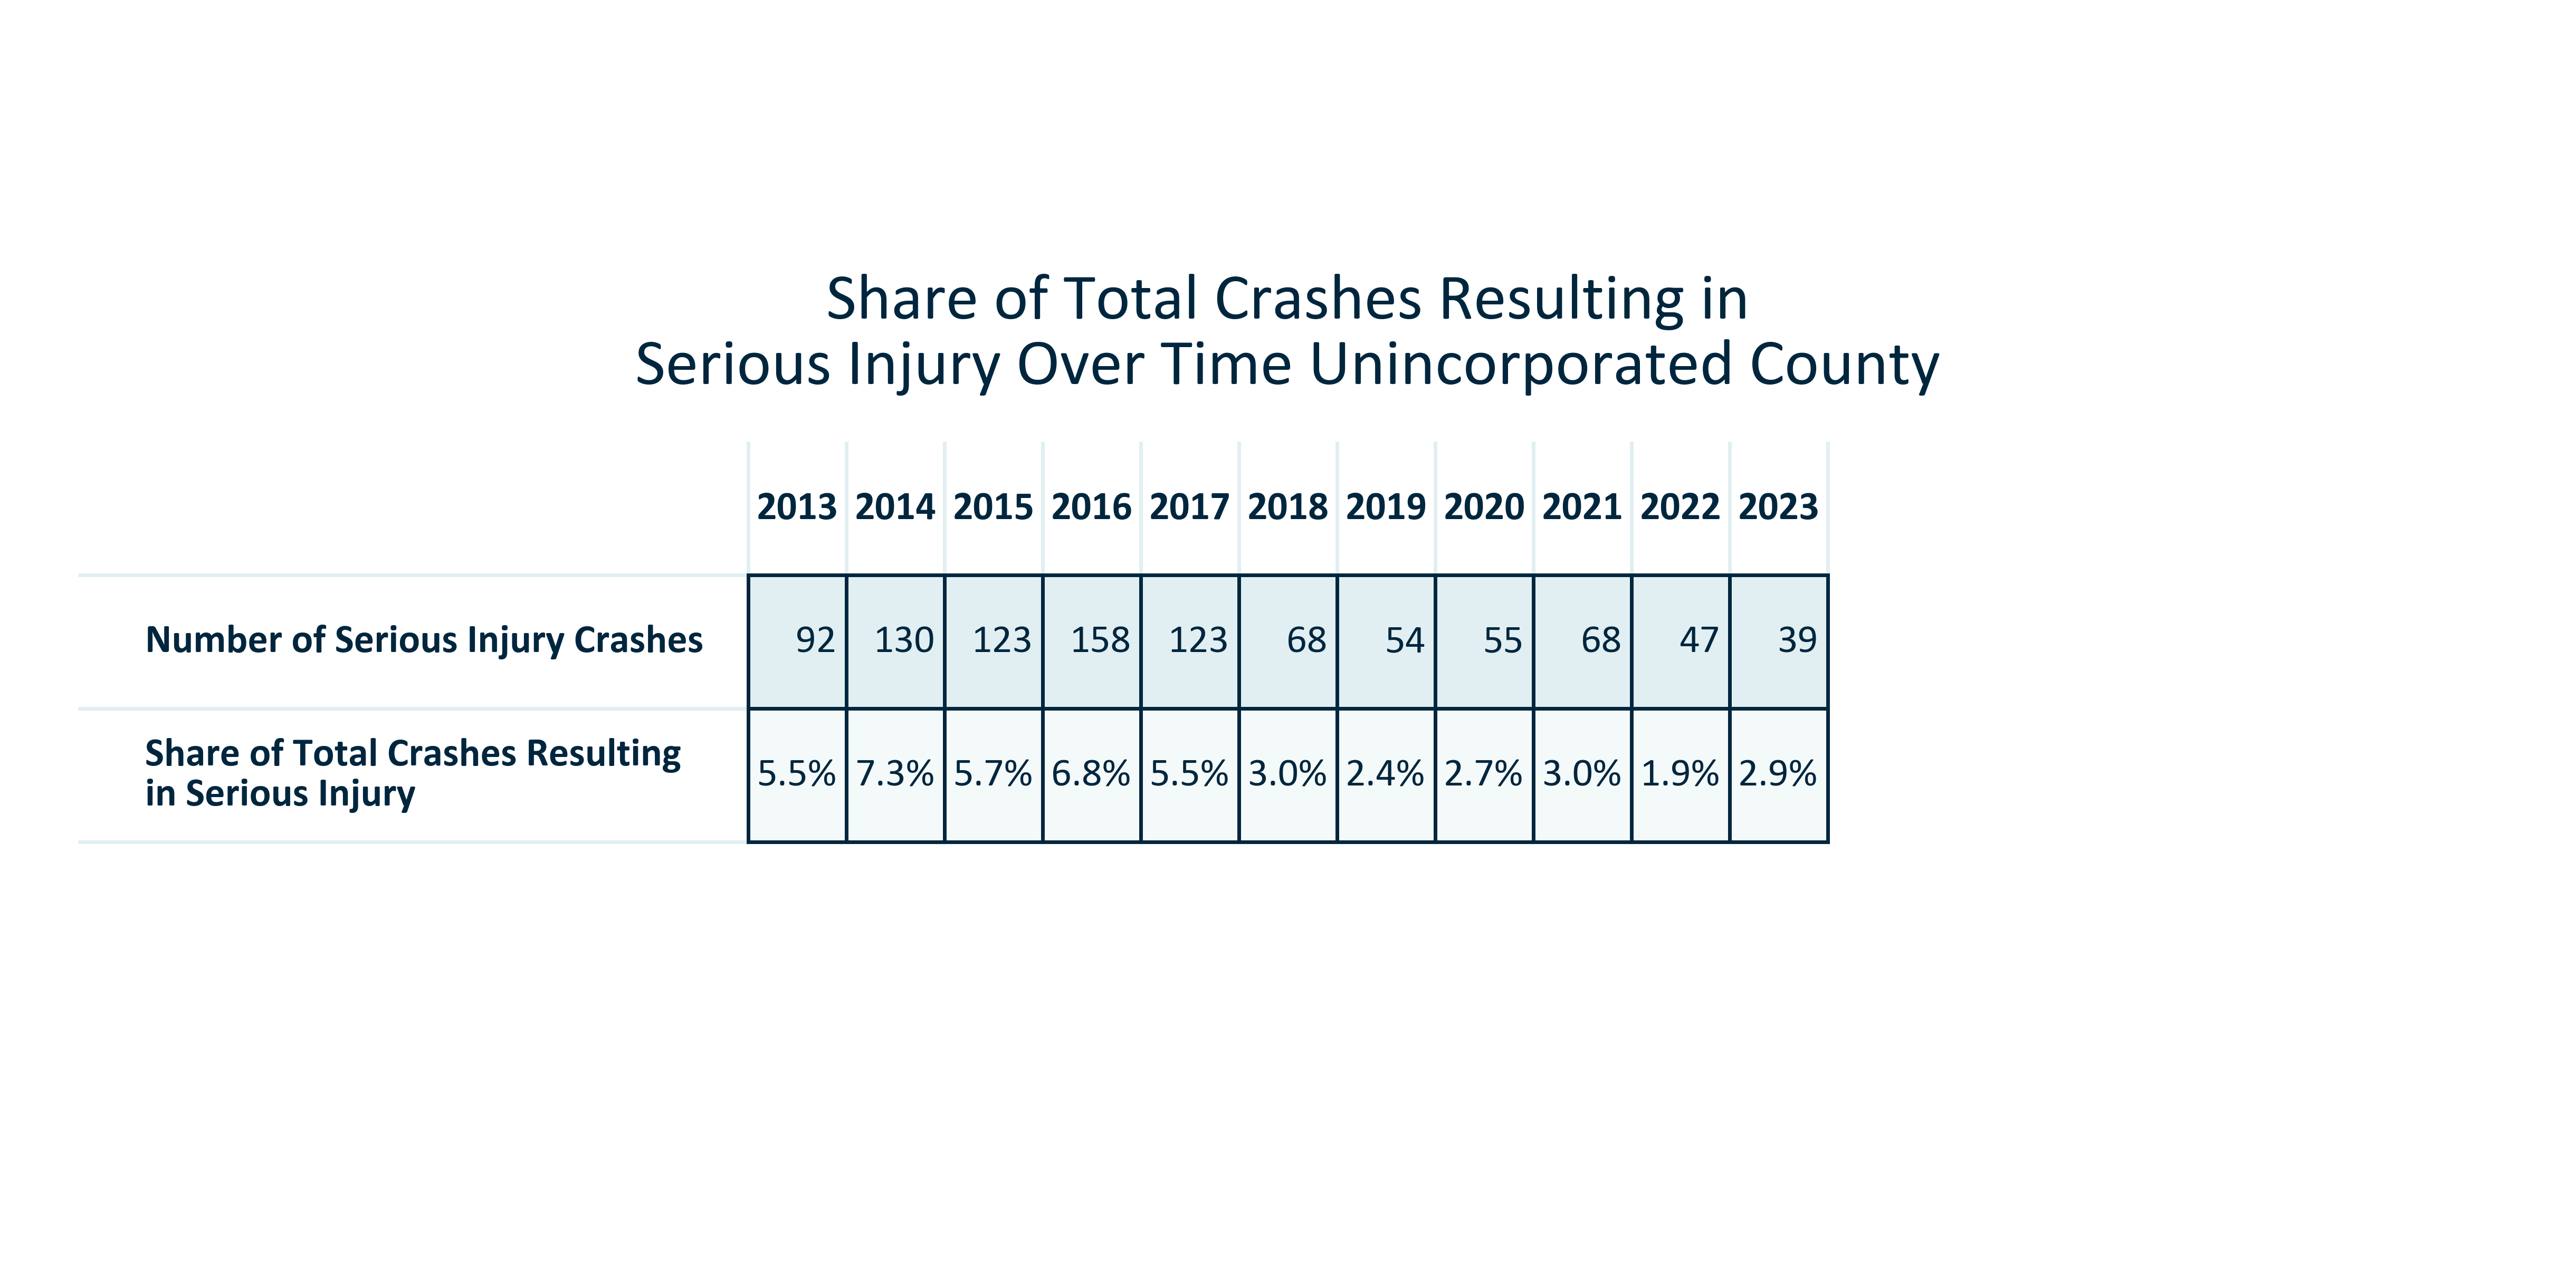 Share of Total Crashes Resulting in
Serious Injury Over Time Unincorporated County
2013 2014 2015 2016 2017 2018 2019 2020 2021 2022 2023
Number of Serious Injury Crashes 92 130 123 158 123 68 54 55 68 47 39
Share of Total Crashes Resulting
in Serious Injury
5.5% 7.3% 5.7% 6.8% 5.5% 3.0% 2.4% 2.7% 3.0% 1.9% 2.9%